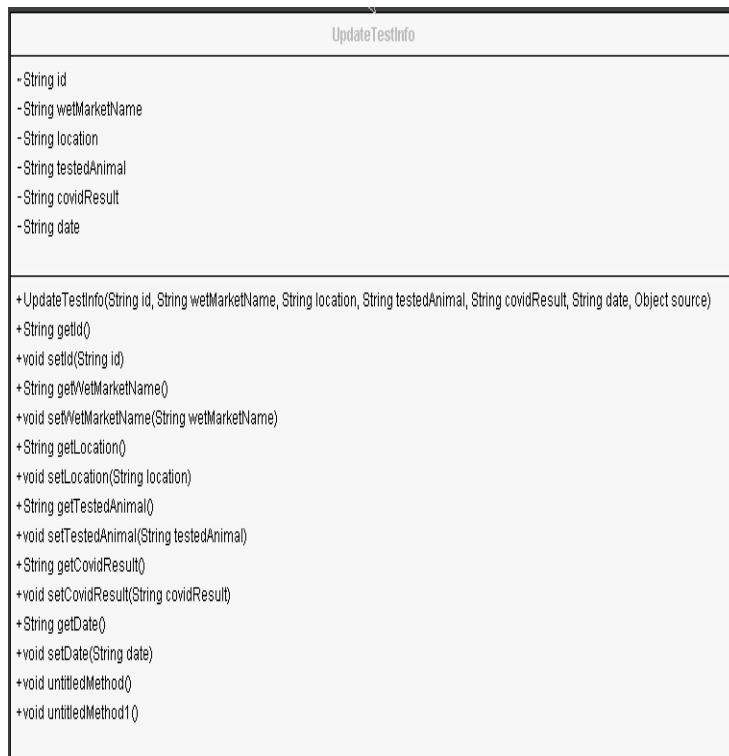 UpdateTestInfo
-String id
-String wetMarketName
-String location
-String testedAnimal
-String covidResult
-String date
+UpdateTestInfo(String id, String wetMarketName, String location, String testedAnimal, String covidResult, String date, Object source)
+String getId()
+void setId(String id)
+String getWetMarketName()
+void setWetMarketName(String wetMarketName)
+String getLocation()
+void setLocation(String location)
+String getTestedAnimal()
+void setTestedAnimal(String testedAnimal)
+String getCovidResult()
+void setCovidResult(String covidResult)
+String getDate()
+void setDate(String date)
+void untitledMethod()
+void untitledMethod1()